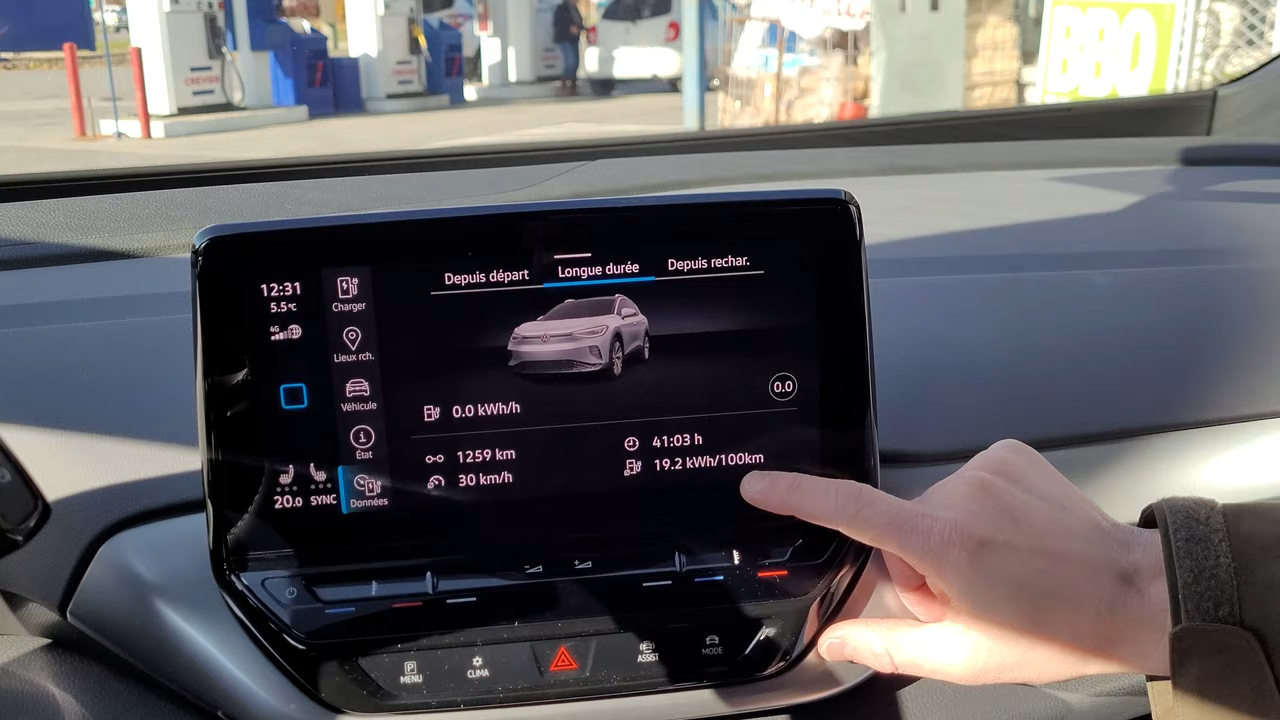 BBQ
Depuis départ
Longue durée
Depuis rechar.
12:31
5.5°C
4G
Charger
Lieux rch.
Véhicule
État
Données
20.0 SYNC
0.0
0.0 kWh/h
1259 km
30 km/h
41:03 h
19.2 kWh/100km
P
MENU
CLIMA
ASSIST
MODE